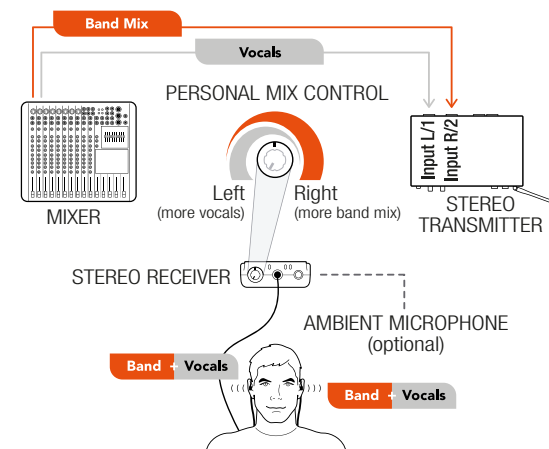 Band Mix
Vocals
PERSONAL MIX CONTROL
Input L/1
Input R/2
Left
(more vocals)
Right
(more band mix)
MIXER
STEREO
TRANSMITTER
STEREO RECEIVER
AMBIENT MICROPHONE
(optional)
Band + Vocals
Band + Vocals